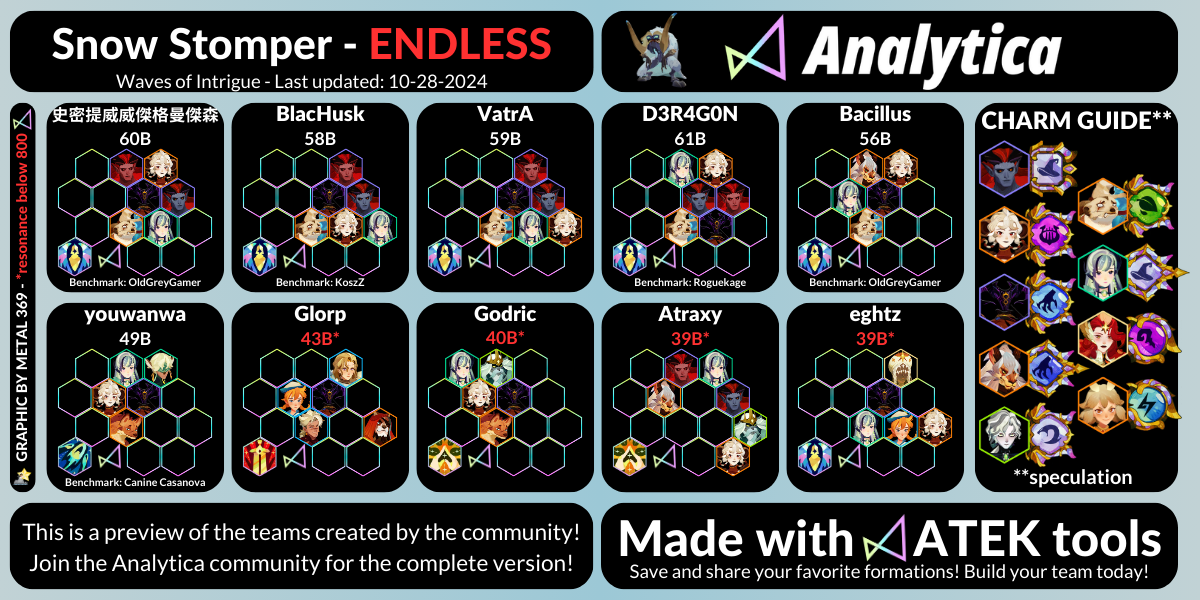 Snow Stomper - ENDLESS
Waves of Intrigue - Last updated: 10-28-2024
Analytica
GRAPHIC BY METAL 369 - *resonance below 800
史密提威威傑格曼傑森
60B
Benchmark: OldGreyGamer
BlacHusk
58B
Benchmark: KoszZ
VatrA
59B
D3R4G0N
61B
Benchmark: Roguekage
Bacillus
56B
Benchmark: OldGreyGamer
youwanwa
49B
Benchmark: Canine Casanova
Glorp
43B*
Godric
40B*
Atraxy
39B*
eghtz
39B*
CHARM GUIDE**
**speculation
This is a preview of the teams created by the community!
Join the Analytica community for the complete version!
Made with ATEK tools
Save and share your favorite formations! Build your team today!